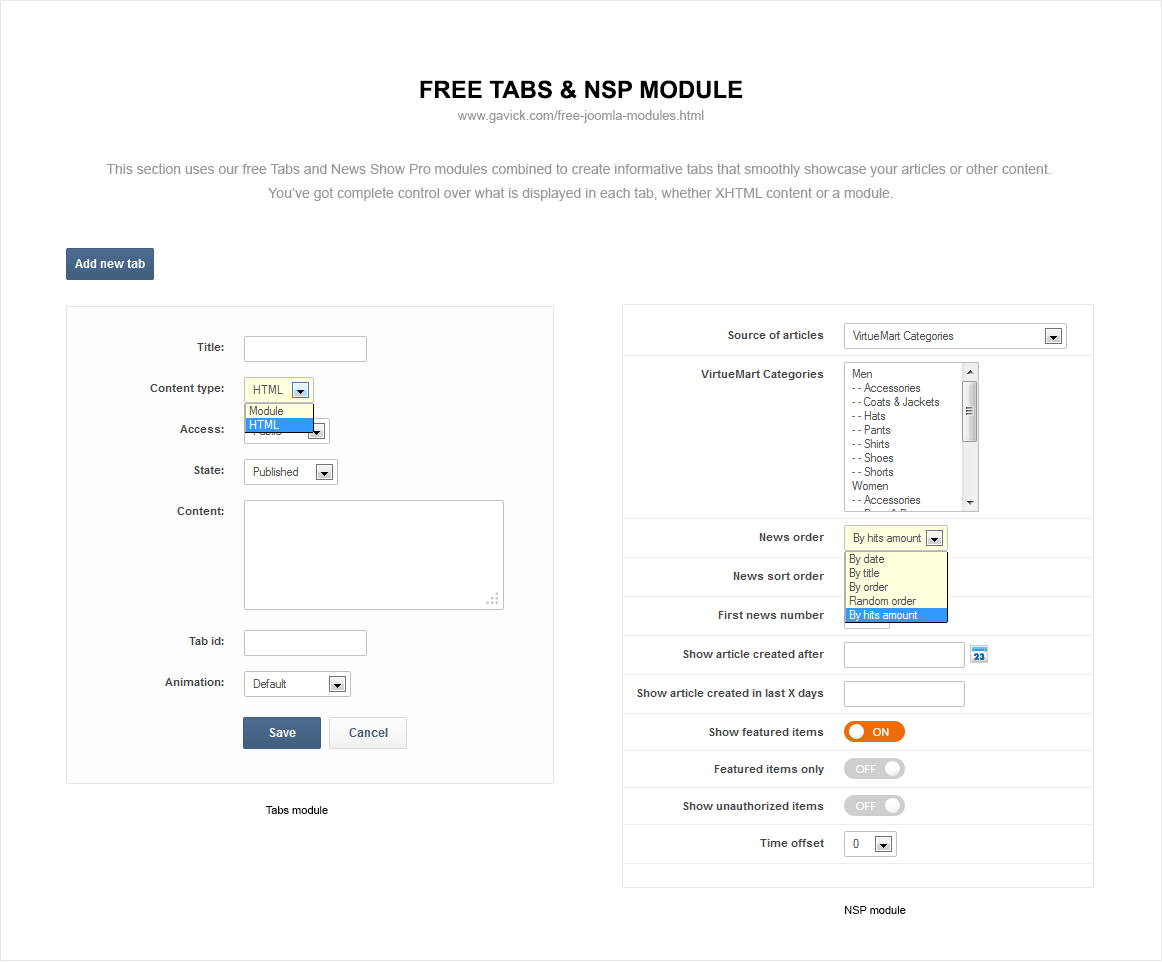 FREE TABS & NSP MODULE
www.gavick.com/free-joomla-modules.html
This section uses our free Tabs and News Show Pro modules combined to create informative tabs that smoothly showcase your articles or other content.
You've got complete control over what is displayed in each tab, whether XHTML content or a module.
Add new tab
Title:
Content type: HTML
Module
HTML
Access:
State: Published
Content:
Tab id:
Animation: Default
Save Cancel
Tabs module
Source of articles VirtueMart Categories
VirtueMart Categories Men
- - Accessories
- - Coats & Jackets
- - Hats
- - Pants
- - Shirts
- - Shoes
- - Shorts
Women
- - Accessories
News order By hits amount
By date
By title
News sort order
By order
Random order
First news number By hits amount
Show article created after 23
Show article created in last X days
Show featured items ON
Featured items only OFF
Show unauthorized items OFF
Time offset 0
NSP module